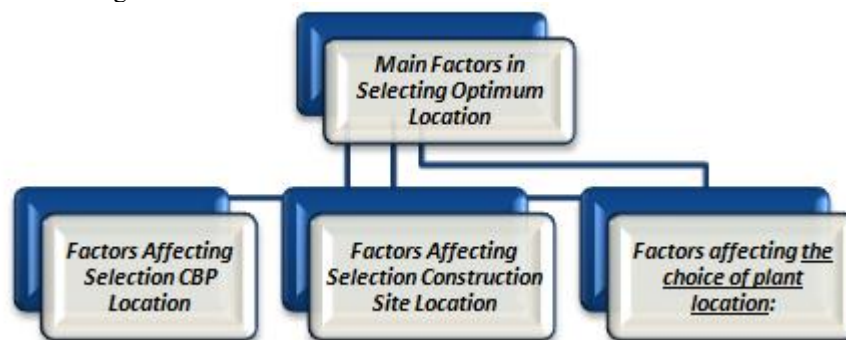 Main Factors in
Selecting Optimum
Location
Factors Affecting
Selection CBP
Location
Factors Affecting
Selection Construction
Site Location
Factors affecting the
choice of plant
location: